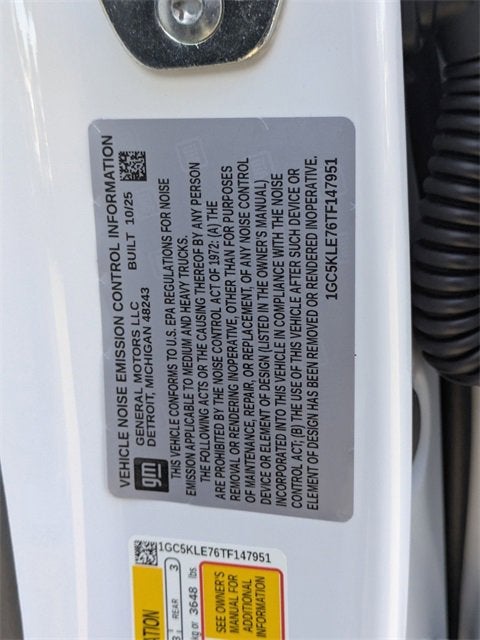 VEHICLE NOISE EMISSION CONTROL INFORMATION
gm
GENERAL MOTORS LLC
DETROIT, MICHIGAN 48243
BUILT 10/25
THIS VEHICLE CONFORMS TO U.S. EPA REGULATIONS FOR NOISE
EMISSION APPLICABLE TO MEDIUM AND HEAVY TRUCKS.
THE FOLLOWING ACTS OR THE CAUSING THEREOF BY ANY PERSON
ARE PROHIBITED BY THE NOISE CONTROL ACT OF 1972: (A) THE
REMOVAL OR RENDERING INOPERATIVE, OTHER THAN FOR PURPOSES
OF MAINTENANCE, REPAIR, OR REPLACEMENT, OF ANY NOISE CONTROL
DEVICE OR ELEMENT OF DESIGN (LISTED IN THE OWNER'S MANUAL)
INCORPORATED INTO THIS VEHICLE IN COMPLIANCE WITH THE NOISE
CONTROL ACT; (B) THE USE OF THIS VEHICLE AFTER SUCH DEVICE OR
ELEMENT OF DESIGN HAS BEEN REMOVED OR RENDERED INOPERATIVE.
1GC5KLE76TF147951
1GC5KLE76TF147951
REAR 3
kg or 3648 lbs.
SEE OWNER'S
MANUAL FOR
ADDITIONAL
INFORMATION